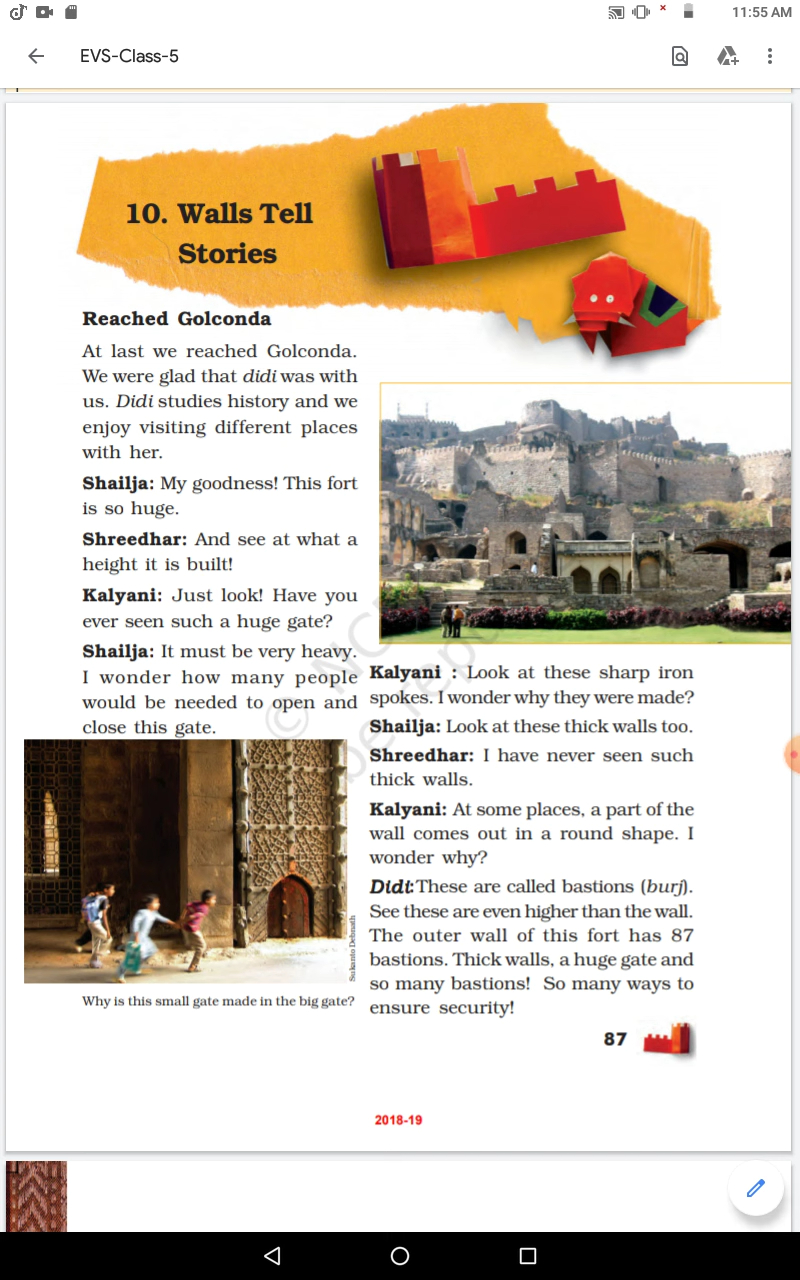 11:55 AM
EVS-Class-5
10. Walls Tell
Stories
Reached Golconda
At last we reached Golconda.
We were glad that didi was with
us. Didi studies history and we
enjoy visiting different places
with her.
Shailja: My goodness! This fort
is so huge.
Shreedhar: And see at what a
height it is built!
Kalyani: Just look! Have you
ever seen such a huge gate?
Shailja: It must be very heavy.
I wonder how many people
would be needed to open and
close this gate.
Sukanto Debnath
Why is this small gate made in the big gate?
Kalyani : Look at these sharp iron
spokes. I wonder why they were made?
Shailja: Look at these thick walls too.
Shreedhar: I have never seen such
thick walls.
Kalyani: At some places, a part of the
wall comes out in a round shape. I
wonder why?
Didi:These are called bastions (burj).
See these are even higher than the wall.
The outer wall of this fort has 87
bastions. Thick walls, a huge gate and
so many bastions! So many ways to
ensure security!
87
2018-19